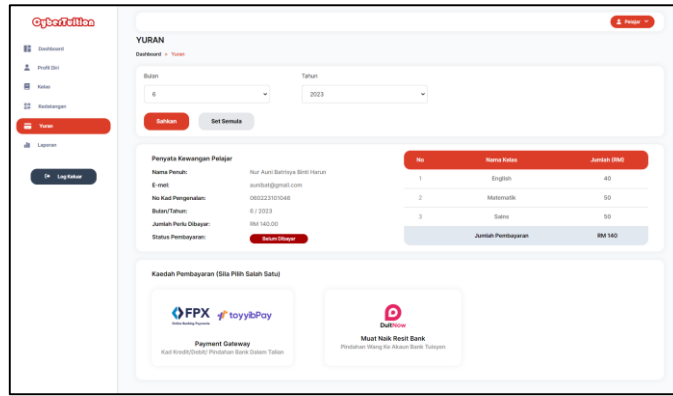 CyberTuition
Pelajar
Dashboard
Profil Diri
Kelas
Kedatangan
Yuran
Laporan
Log Keluar
YURAN
Dashboard > Yuran
Bulan
Tahun
6
2023
Sahkan
Set Semula
Penyata Kewangan Pelajar
Nama Penuh: Nur Auni Batrisya Binti Harun
E-mel: aunibat@gmail.com
No Kad Pengenalan: 060223101046
Bulan/Tahun: 6 / 2023
Jumlah Perlu Dibayar: RM 140.00
Status Pembayaran: Belum Dibayar
No Nama Kelas Jumlah (RM)
1 English 40
2 Matematik 50
3 Sains 50
Jumlah Pembayaran RM 140
Kaedah Pembayaran (Sila Pilih Salah Satu)
FPX toyyibPay
Online Banking Payments
Payment Gateway
Kad Kredit/Debit/ Pindahan Bank Dalam Talian
DuitNow
Muat Naik Resit Bank
Pindahan Wang Ke Akaun Bank Tuisyen